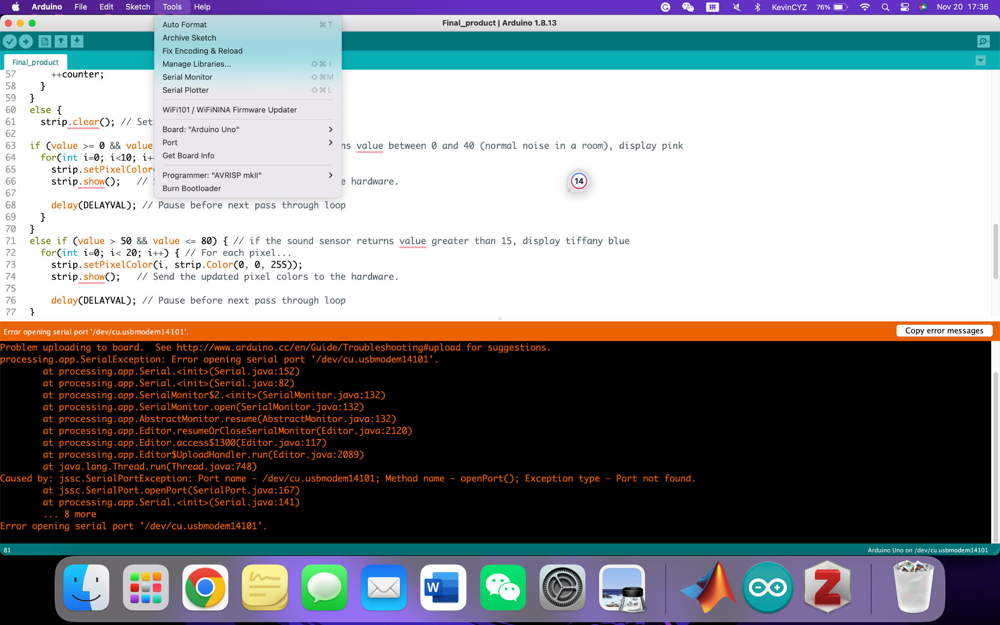 Arduino File Edit Sketch Tools Help
拼 KevinCYZ 76% Nov 20 17:36
Final_product | Arduino 1.8.13
Auto Format ⌘ T
Archive Sketch
Fix Encoding & Reload
Manage Libraries... ⇧ ⌘ I
Serial Monitor ⇧ ⌘ M
Serial Plotter ⇧ ⌘ L
WiFi101 / WiFiNINA Firmware Updater
Board: "Arduino Uno"
Port
Get Board Info
Programmer: "AVRISP mkII"
Burn Bootloader
Final_product
57 ++counter;
58 }
59 }
60 else {
61 strip.clear(); // Set
62
63 if (value >= 0 && value ns value between 0 and 40 (normal noise in a room), display pink
64 for(int i=0; i<10; i+
65 strip.setPixelColor
66 strip.show(); // e hardware.
67
68 delay(DELAYVAL); // Pause before next pass through loop
69 }
70 }
71 else if (value > 50 && value <= 80) { // if the sound sensor returns value greater than 15, display tiffany blue
72 for(int i=0; i< 20; i++) { // For each pixel...
73 strip.setPixelColor(i, strip.Color(0, 0, 255));
74 strip.show(); // Send the updated pixel colors to the hardware.
75
76 delay(DELAYVAL); // Pause before next pass through loop
77 }
14
Error opening serial port '/dev/cu.usbmodem14101'.
Copy error messages
Problem uploading to board. See http://www.arduino.cc/en/Guide/Troubleshooting#upload for suggestions.
processing.app.SerialException: Error opening serial port '/dev/cu.usbmodem14101'.
at processing.app.Serial.<init>(Serial.java:152)
at processing.app.Serial.<init>(Serial.java:82)
at processing.app.SerialMonitor$2.<init>(SerialMonitor.java:132)
at processing.app.SerialMonitor.open(SerialMonitor.java:132)
at processing.app.AbstractMonitor.resume(AbstractMonitor.java:132)
at processing.app.Editor.resumeOrCloseSerialMonitor(Editor.java:2120)
at processing.app.Editor.access$1300(Editor.java:117)
at processing.app.Editor$UploadHandler.run(Editor.java:2089)
at java.lang.Thread.run(Thread.java:748)
Caused by: jssc.SerialPortException: Port name - /dev/cu.usbmodem14101; Method name - openPort(); Exception type - Port not found.
at jssc.SerialPort.openPort(SerialPort.java:167)
at processing.app.Serial.<init>(Serial.java:141)
... 8 more
Error opening serial port '/dev/cu.usbmodem14101'.
81
Arduino Uno on /dev/cu.usbmodem14101
W
Z